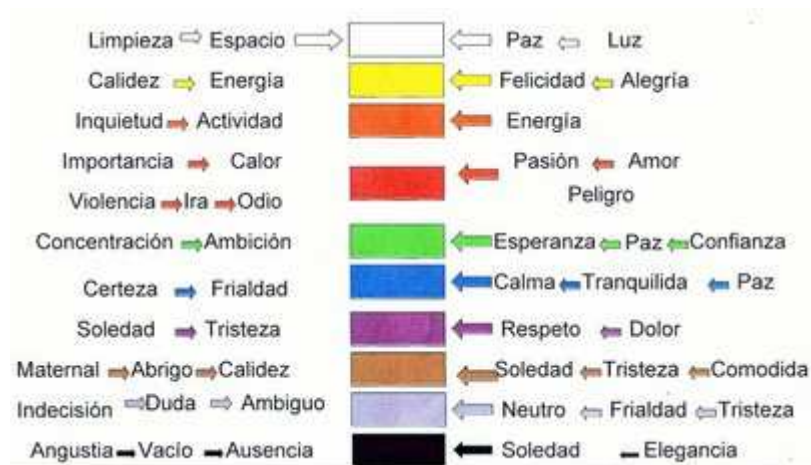 Limpieza Espacio Paz Luz
Calidez Energía Felicidad Alegría
Inquietud Actividad Energía
Importancia Calor Pasión Amor
Violencia Ira Odio Peligro
Concentración Ambición Esperanza Paz Confianza
Certeza Frialdad Calma Tranquilida Paz
Soledad Tristeza Respeto Dolor
Maternal Abrigo Calidez Soledad Tristeza Comodida
Indecisión Duda Ambiguo Neutro Frialdad Tristeza
Angustia Vacío Ausencia Soledad Elegancia